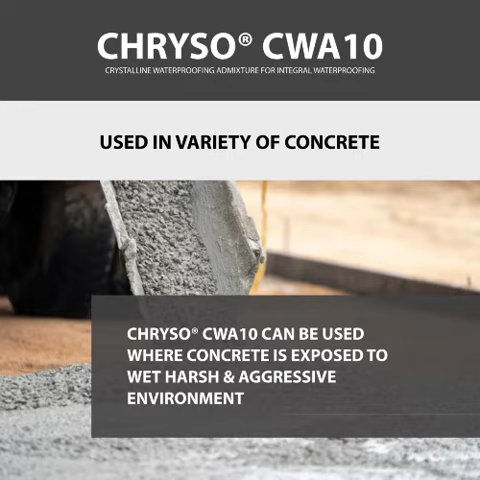 CHRYSO® CWA10
CRYSTALLINE WATERPROOFING ADMIXTURE FOR INTEGRAL WATERPROOFING
USED IN VARIETY OF CONCRETE
CHRYSO® CWA10 CAN BE USED
WHERE CONCRETE IS EXPOSED TO
WET HARSH & AGGRESSIVE
ENVIRONMENT